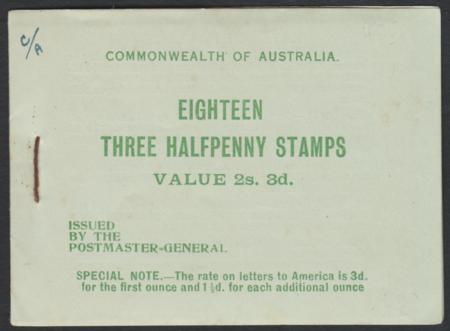 C/A
COMMONWEALTH OF AUSTRALIA.
EIGHTEEN
THREE HALFPENNY STAMPS
VALUE 2s. 3d.
ISSUED
BY THE
POSTMASTER-GENERAL
SPECIAL NOTE.—The rate on letters to America is 3d.
for the first ounce and 1½d. for each additional ounce